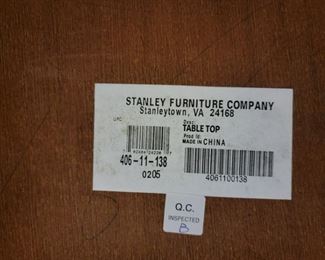 STANLEY FURNITURE COMPANY
Stanleytown, VA 24168
UPC
Desc:
TABLE TOP
Prod Id:
MADE IN CHINA
406-11-138
0205
4061100138
Q.C.
INSPECTED
B